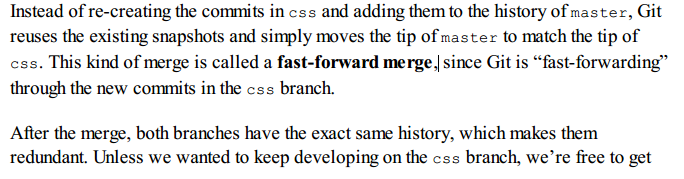 Instead of re-creating the commits in css and adding them to the history of master, Git
reuses the existing snapshots and simply moves the tip of master to match the tip of
css. This kind of merge is called a fast-forward merge, since Git is “fast-forwarding”
through the new commits in the css branch.
After the merge, both branches have the exact same history, which makes them
redundant. Unless we wanted to keep developing on the css branch, we’re free to get